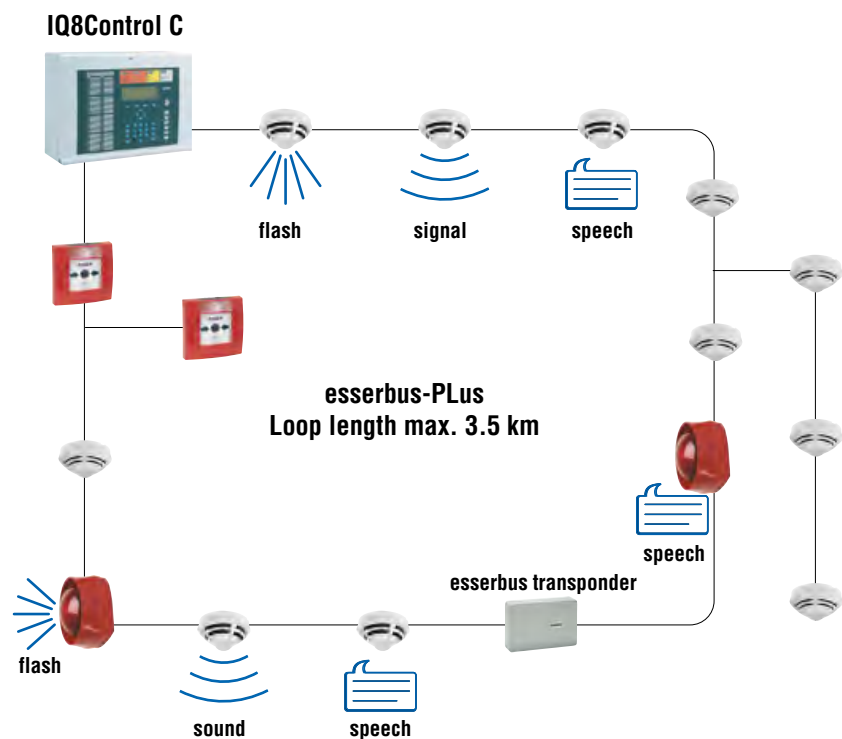 IQ8Control C
flash
signal
speech
esserbus-PLus
Loop length max. 3.5 km
speech
esserbus transponder
flash
sound
speech